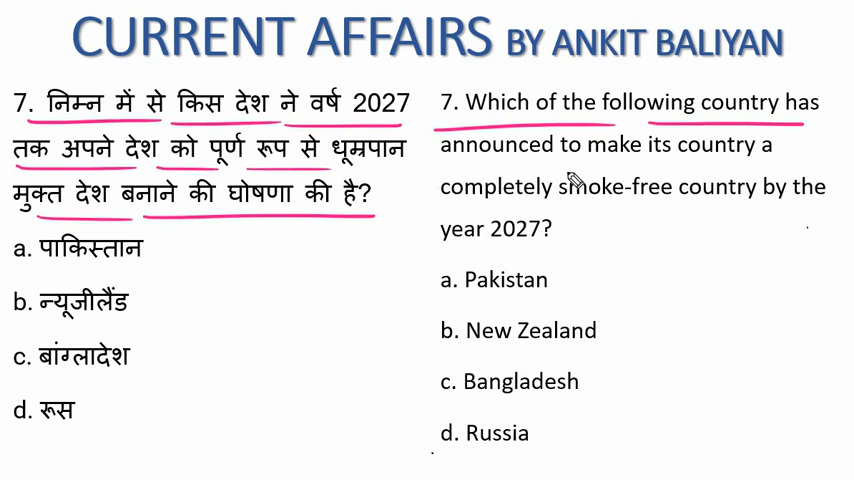 CURRENT AFFAIRS BY ANKIT BALIYAN
7. निम्न में से किस देश ने वर्ष 2027
तक अपने देश को पूर्ण रूप से धूम्रपान
मुक्त देश बनाने की घोषणा की है?
a. पाकिस्तान
b. न्यूजीलैंड
c. बांग्लादेश
d. रूस
7. Which of the following country has
announced to make its country a
completely smoke-free country by the
year 2027?
a. Pakistan
b. New Zealand
c. Bangladesh
d. Russia